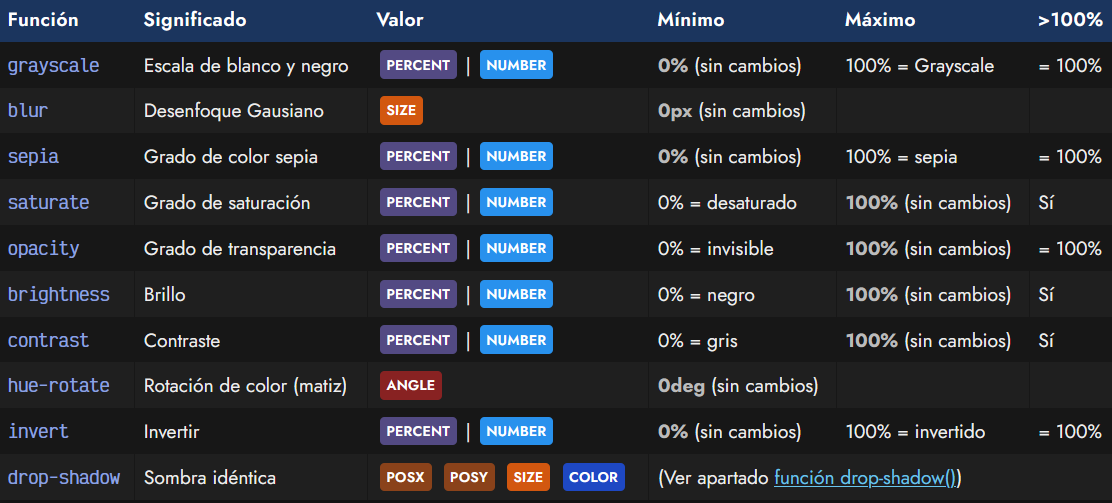 Función Significado Valor Mínimo Máximo >100%
grayscale Escala de blanco y negro PERCENT | NUMBER 0% (sin cambios) 100% = Grayscale = 100%
blur Desenfoque Gausiano SIZE 0px (sin cambios)
sepia Grado de color sepia PERCENT | NUMBER 0% (sin cambios) 100% = sepia = 100%
saturate Grado de saturación PERCENT | NUMBER 0% = desaturado 100% (sin cambios) Sí
opacity Grado de transparencia PERCENT | NUMBER 0% = invisible 100% (sin cambios) = 100%
brightness Brillo PERCENT | NUMBER 0% = negro 100% (sin cambios) Sí
contrast Contraste PERCENT | NUMBER 0% = gris 100% (sin cambios) Sí
hue-rotate Rotación de color (matiz) ANGLE 0deg (sin cambios)
invert Invertir PERCENT | NUMBER 0% (sin cambios) 100% = invertido = 100%
drop-shadow Sombra idéntica POSX POSY SIZE COLOR (Ver apartado función drop-shadow())